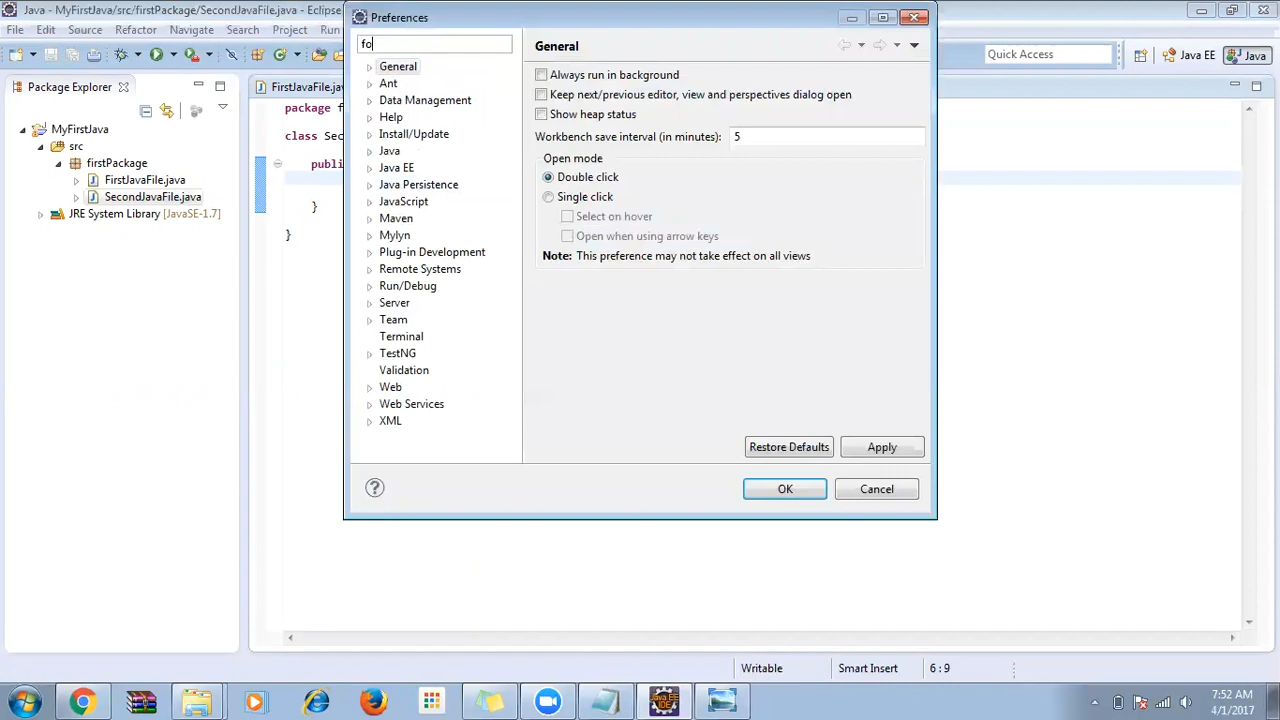 Java - MyFirstJava/src/firstPackage/SecondJavaFile.java - Eclipse
File Edit Source Refactor Navigate Search Project Run
Quick Access
Java EE
Java
Package Explorer
MyFirstJava
src
firstPackage
FirstJavaFile.java
SecondJavaFile.java
JRE System Library [JavaSE-1.7]
FirstJavaFile.jav
package f
class Sec
publi
}
}
Preferences
fo
General
Ant
Data Management
Help
Install/Update
Java
Java EE
Java Persistence
JavaScript
Maven
Mylyn
Plug-in Development
Remote Systems
Run/Debug
Server
Team
Terminal
TestNG
Validation
Web
Web Services
XML
General
Always run in background
Keep next/previous editor, view and perspectives dialog open
Show heap status
Workbench save interval (in minutes): 5
Open mode
Double click
Single click
Select on hover
Open when using arrow keys
Note: This preference may not take effect on all views
Restore Defaults Apply
OK Cancel
Writable Smart Insert 6 : 9
Java EE
IDE
7:52 AM
4/1/2017